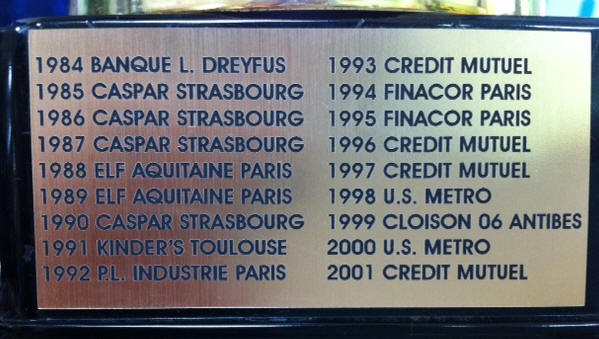 1984 BANQUE L. DREYFUS
1985 CASPAR STRASBOURG
1986 CASPAR STRASBOURG
1987 CASPAR STRASBOURG
1988 ELF AQUITAINE PARIS
1989 ELF AQUITAINE PARIS
1990 CASPAR STRASBOURG
1991 KINDER'S TOULOUSE
1992 P.L. INDUSTRIE PARIS
1993 CREDIT MUTUEL
1994 FINACOR PARIS
1995 FINACOR PARIS
1996 CREDIT MUTUEL
1997 CREDIT MUTUEL
1998 U.S. METRO
1999 CLOISON 06 ANTIBES
2000 U.S. METRO
2001 CREDIT MUTUEL